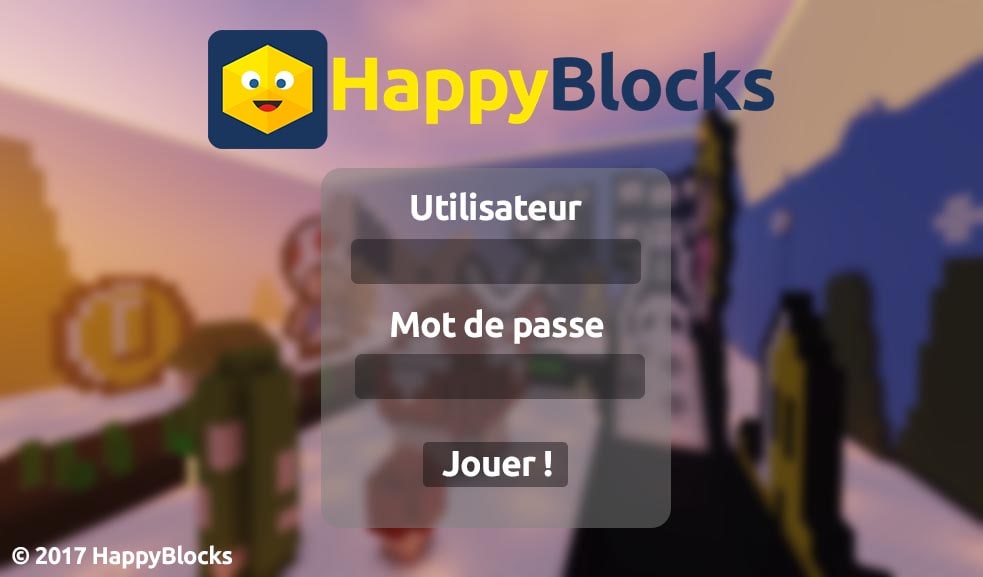 HappyBlocks
Utilisateur
Mot de passe
Jouer !
© 2017 HappyBlocks